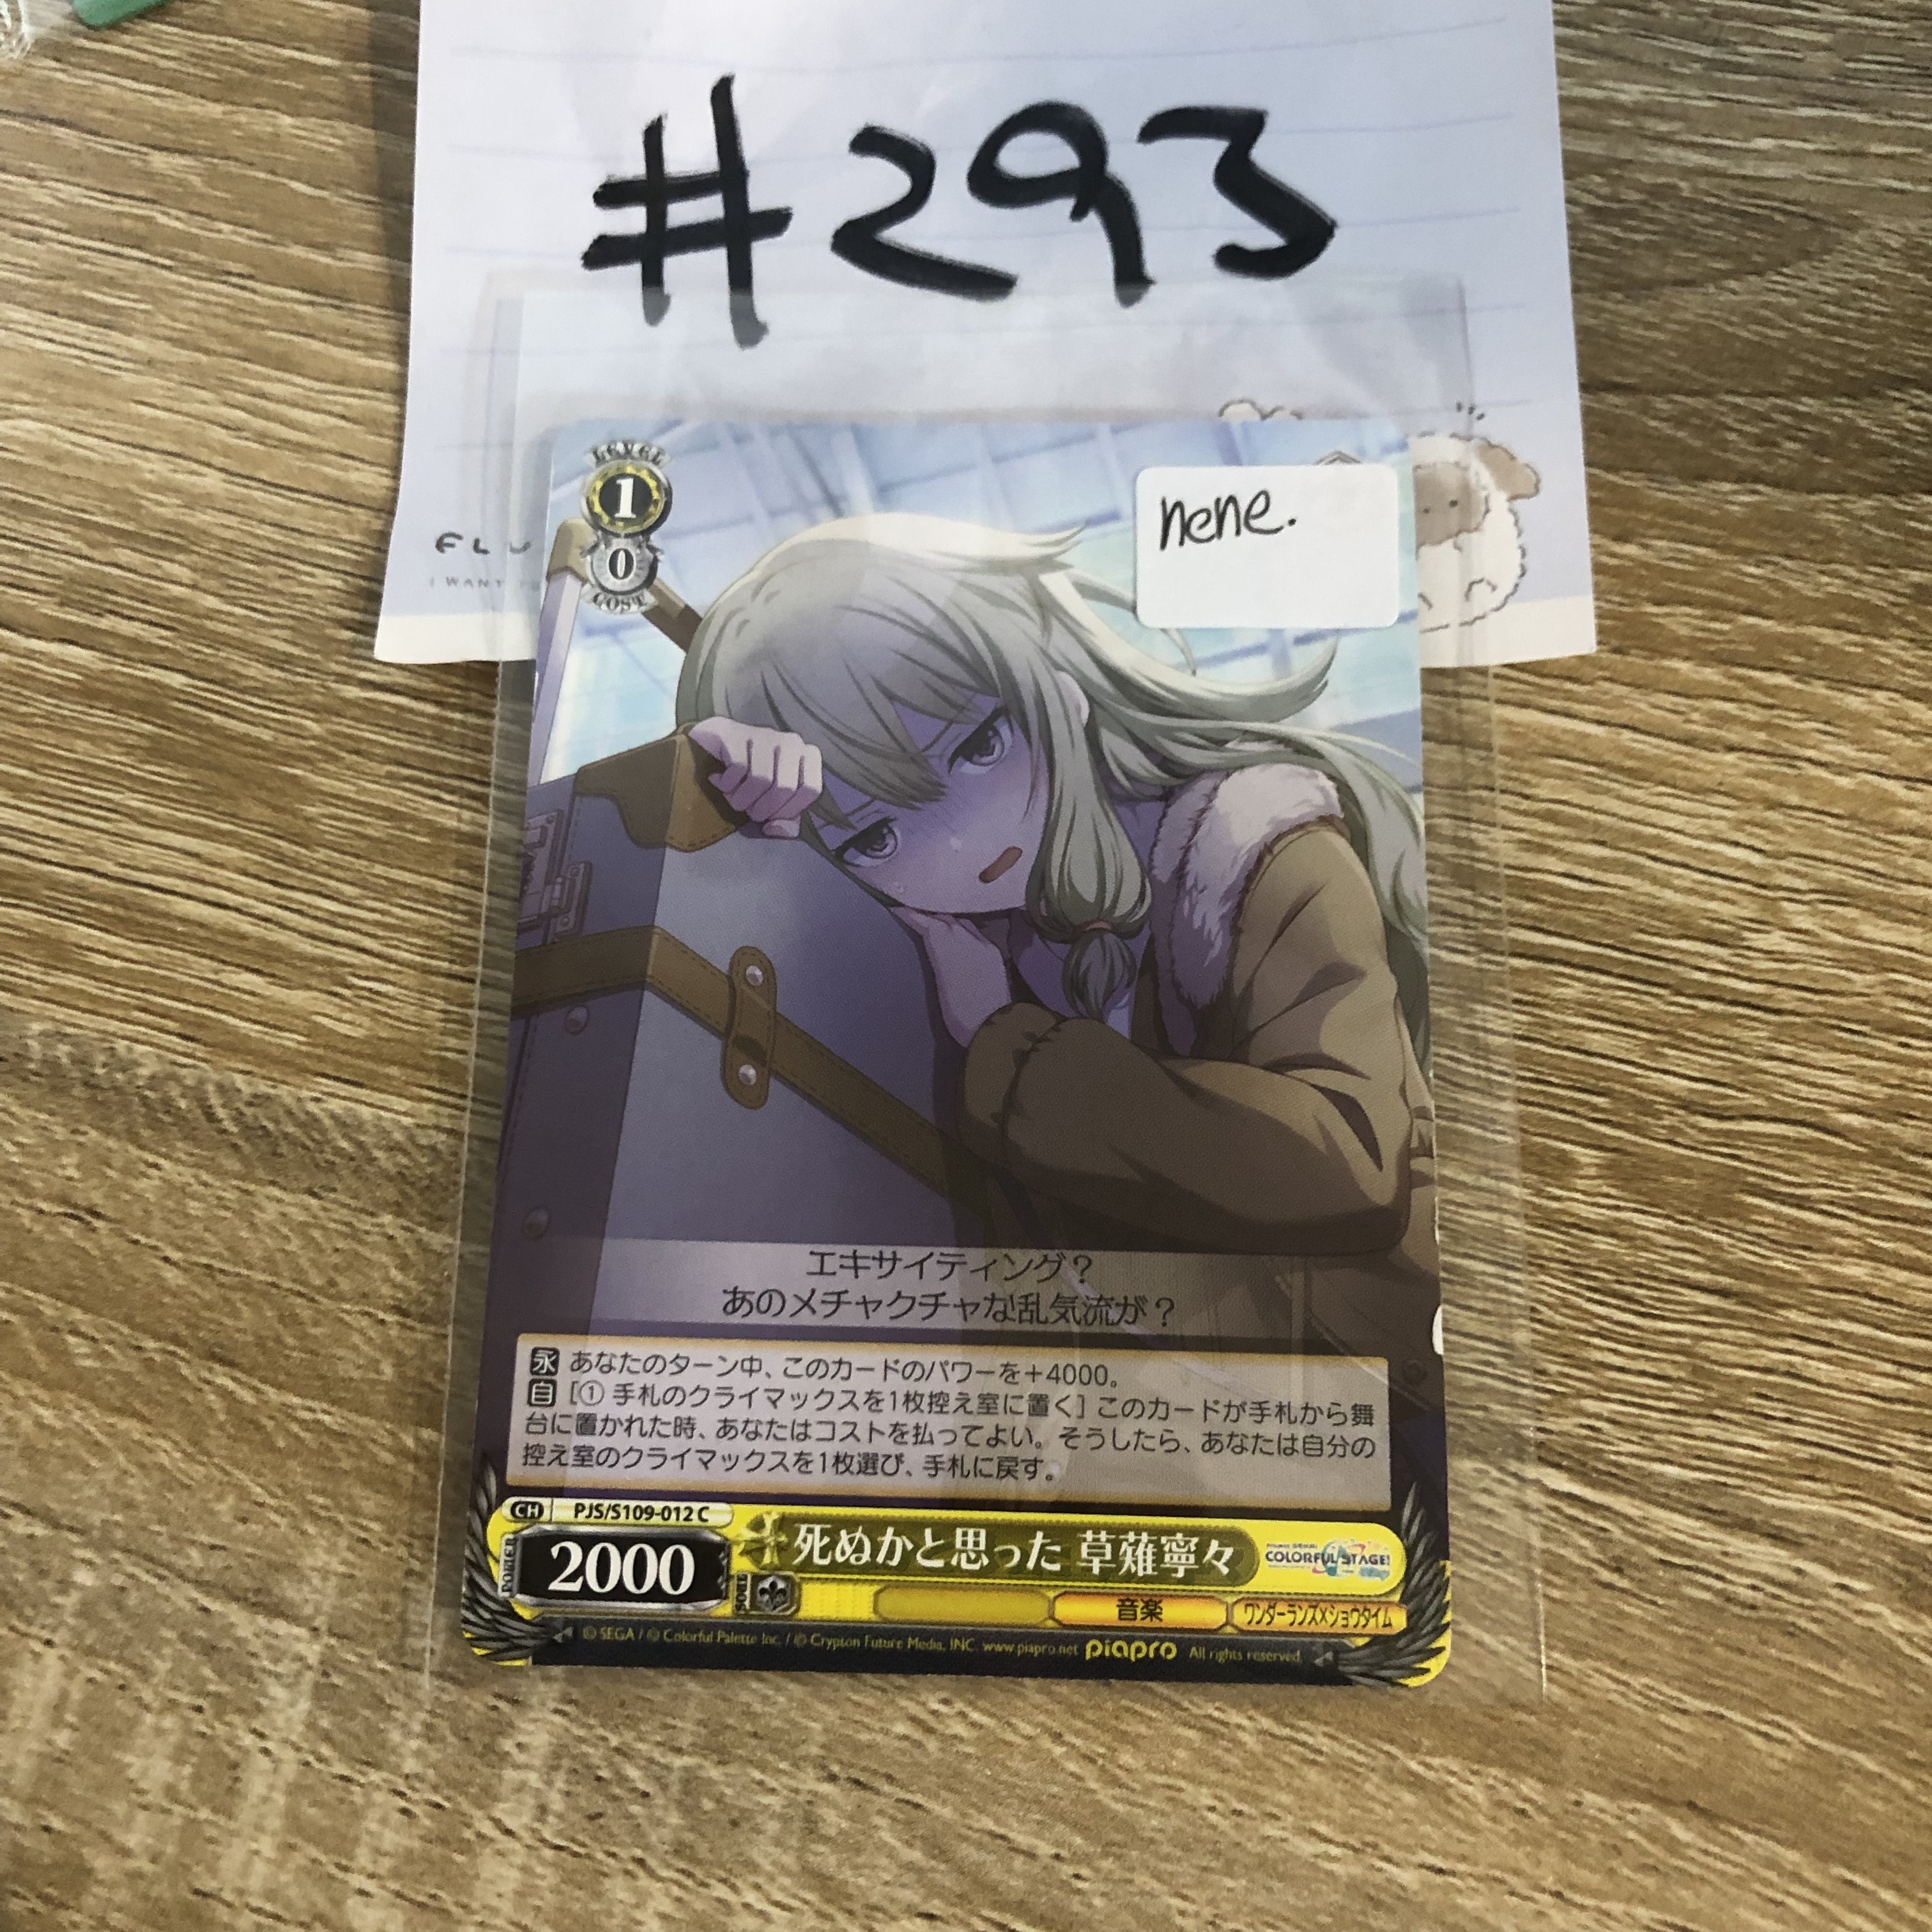 #293
nene.
LEVEL
1
0
COST
FLU
I WANT TO
エキサイティング？
あのメチャクチャな乱気流が？
永 あなたのターン中、このカードのパワーを＋4000。
自［① 手札のクライマックスを1枚控え室に置く］このカードが手札から舞
台に置かれた時、あなたはコストを払ってよい。そうしたら、あなたは自分の
控え室のクライマックスを1枚選び、手札に戻す。
CH PJS/S109-012 C
POWER 2000
死ぬかと思った 草薙寧々
COLORFUL STAGE!
SOUL
音楽
ワンダーランズ×ショウタイム
© SEGA / © Colorful Palette Inc. / © Crypton Future Media, INC. www.piapro.net piapro All rights reserved.